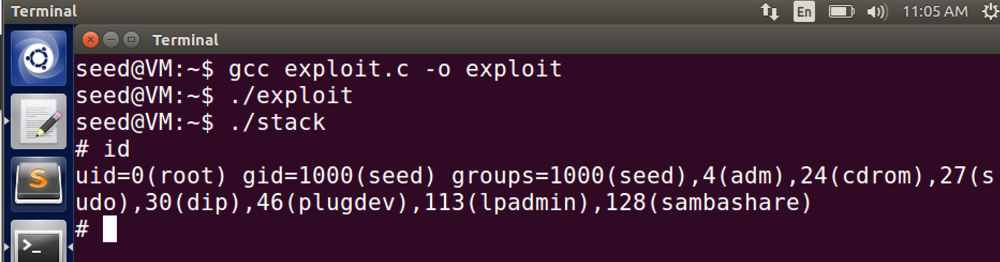 Terminal
En
11:05 AM
Terminal
seed@VM:~$ gcc exploit.c -o exploit
seed@VM:~$ ./exploit
seed@VM:~$ ./stack
# id
uid=0(root) gid=1000(seed) groups=1000(seed),4(adm),24(cdrom),27(s
udo),30(dip),46(plugdev),113(lpadmin),128(sambashare)
#
S
>_